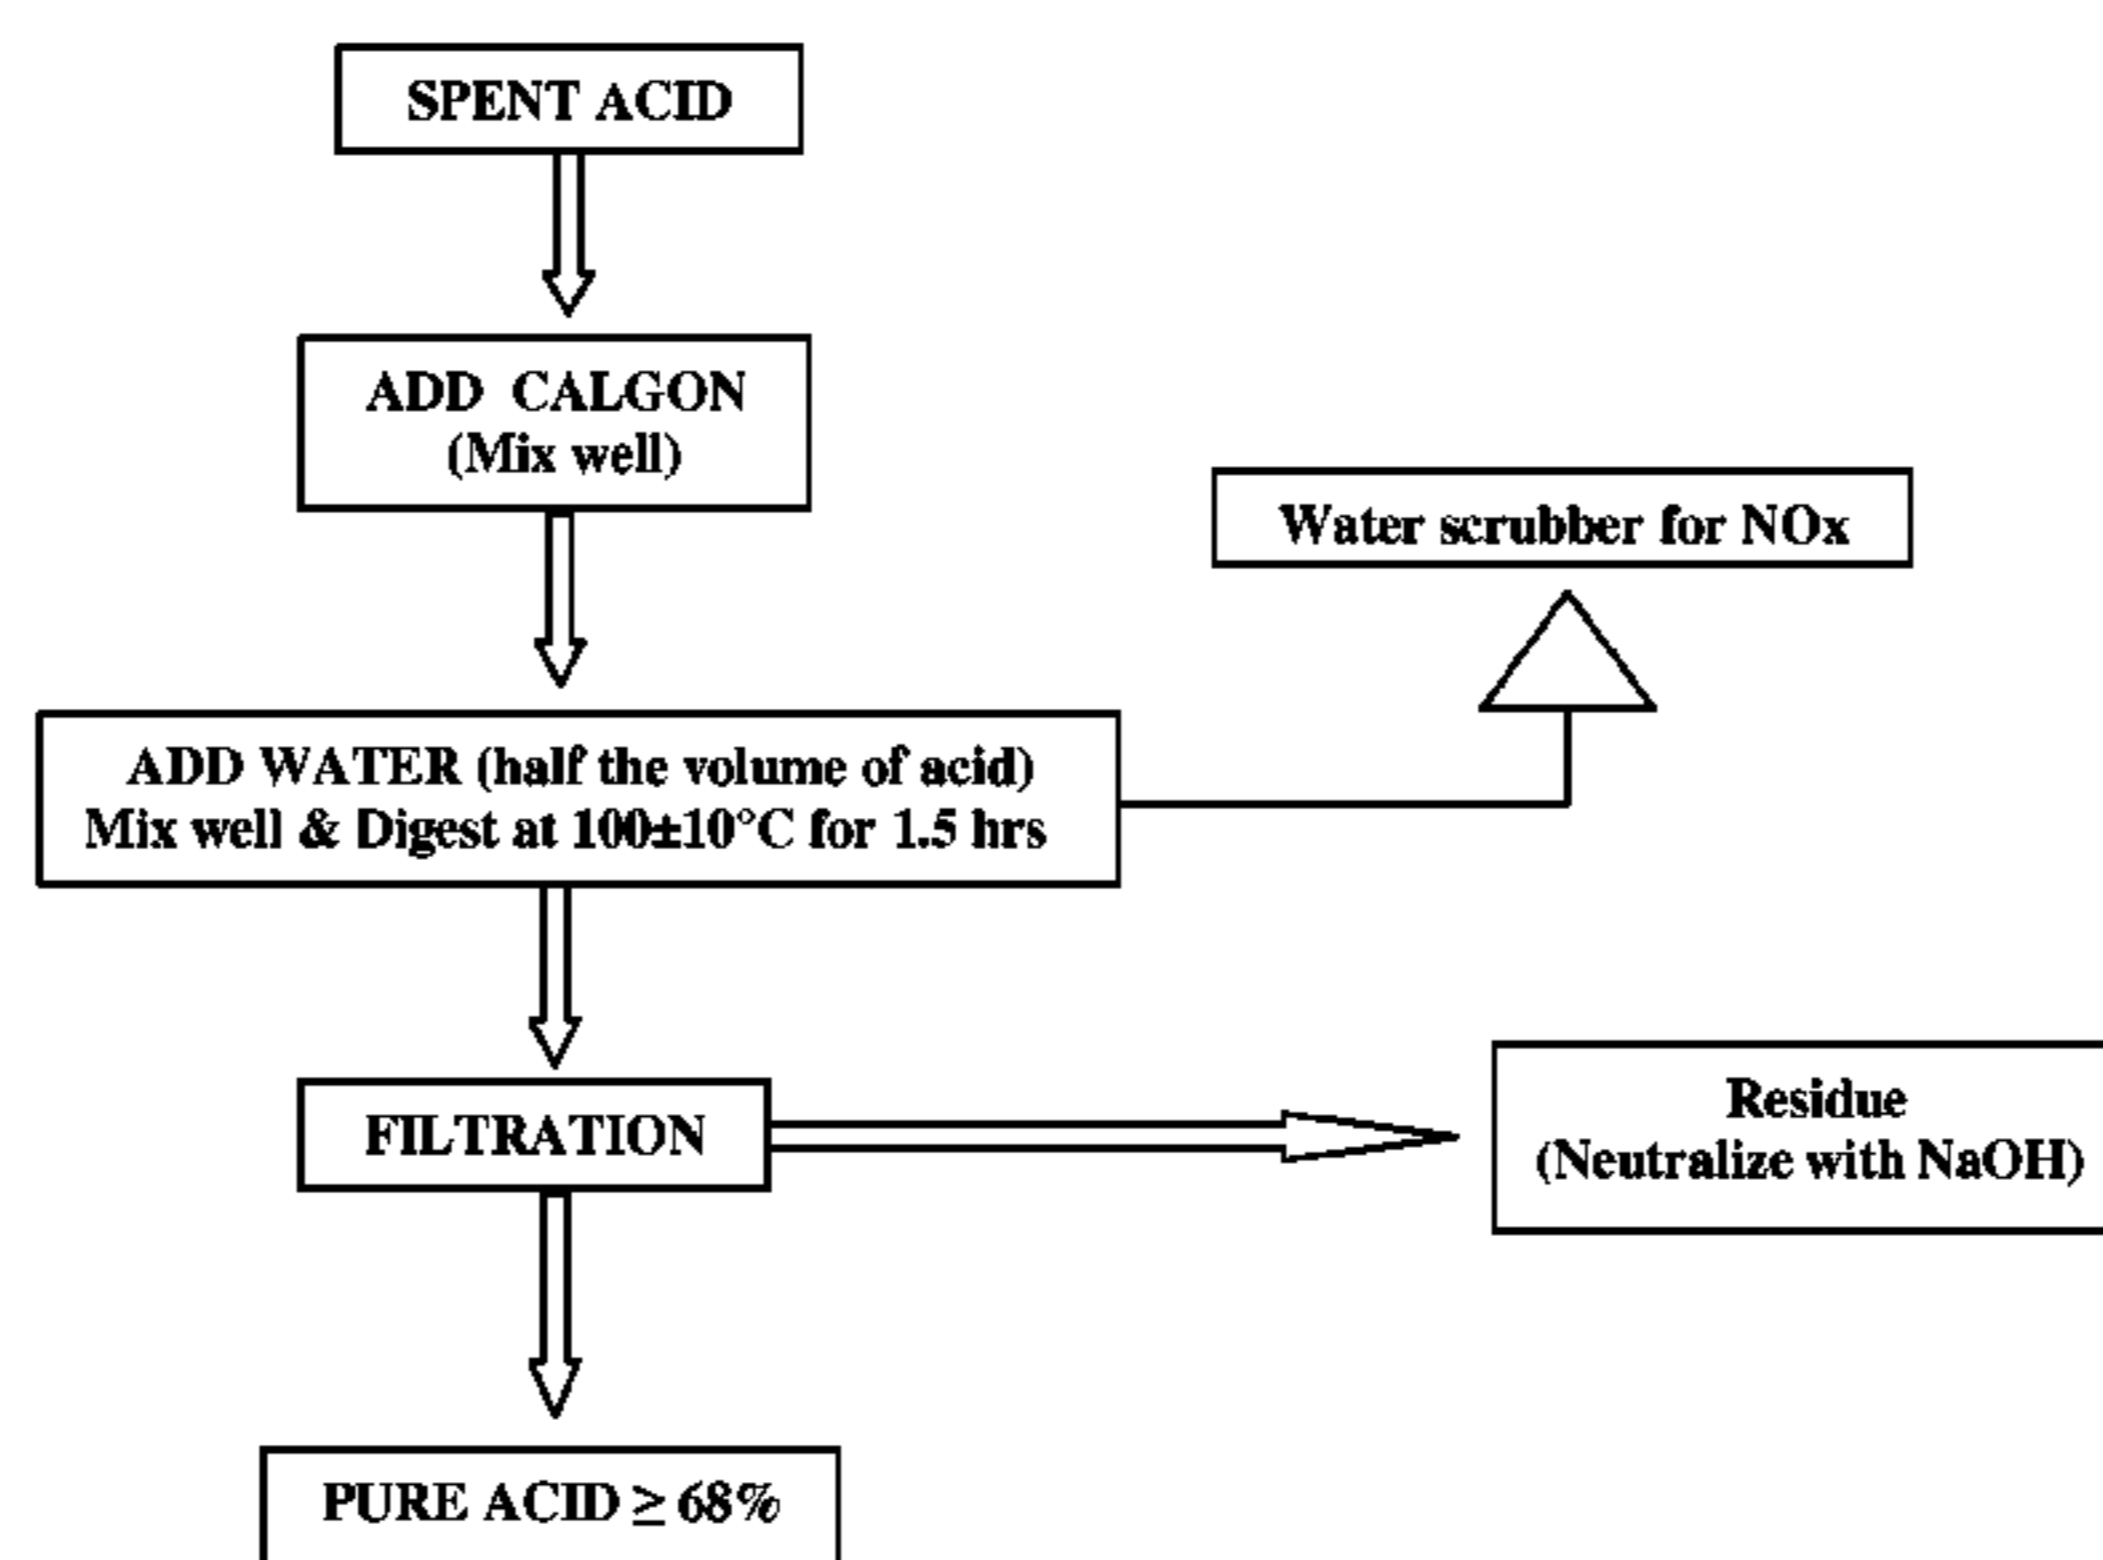 SPENT ACID
ADD CALGON
(Mix well)
Water scrubber for NOx
ADD WATER (half the volume of acid)
Mix well & Digest at 100±10°C for 1.5 hrs
FILTRATION
Residue
(Neutralize with NaOH)
PURE ACID ≥ 68%